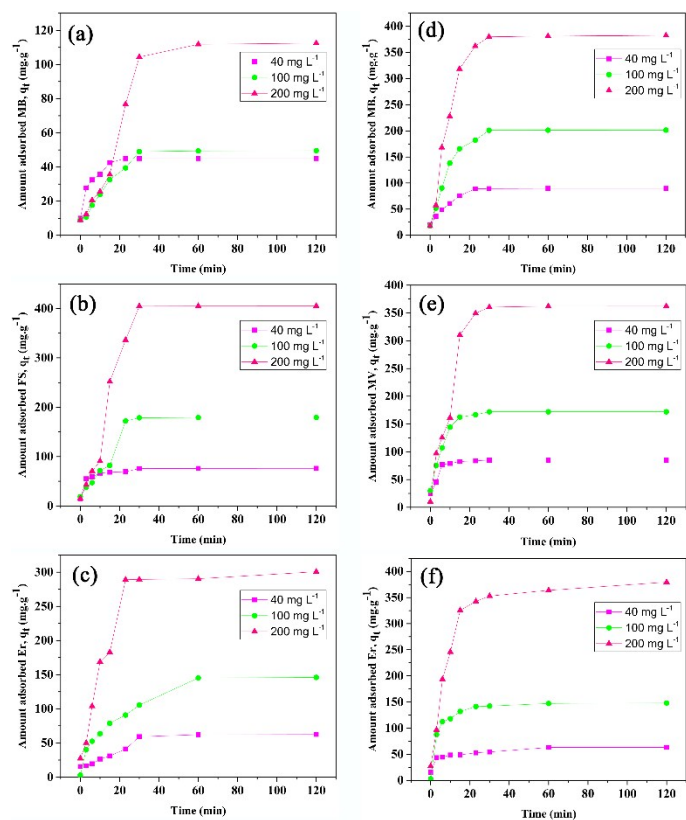 (a)
Amount adsorbed MB, qₜ (mg.g⁻¹)
120
100
80
60
40
20
0
40 mg L⁻¹
100 mg L⁻¹
200 mg L⁻¹
0 20 40 60 80 100 120
Time (min)
(d)
Amount adsorbed MB, qₜ (mg.g⁻¹)
400
350
300
250
200
150
100
50
0
40 mg L⁻¹
100 mg L⁻¹
200 mg L⁻¹
0 20 40 60 80 100 120
Time (min)
(b)
Amount adsorbed FS, qₜ (mg.g⁻¹)
400
300
200
100
0
40 mg L⁻¹
100 mg L⁻¹
200 mg L⁻¹
0 20 40 60 80 100 120
Time (min)
(e)
Amount adsorbed MV, qₜ (mg.g⁻¹)
400
350
300
250
200
150
100
50
0
40 mg L⁻¹
100 mg L⁻¹
200 mg L⁻¹
0 20 40 60 80 100 120
Time (min)
(c)
Amount adsorbed Er, qₜ (mg.g⁻¹)
300
250
200
150
100
50
0
40 mg L⁻¹
100 mg L⁻¹
200 mg L⁻¹
0 20 40 60 80 100 120
Time (min)
(f)
Amount adsorbed Er, qₜ (mg.g⁻¹)
400
350
300
250
200
150
100
50
0
40 mg L⁻¹
100 mg L⁻¹
200 mg L⁻¹
0 20 40 60 80 100 120
Time (min)